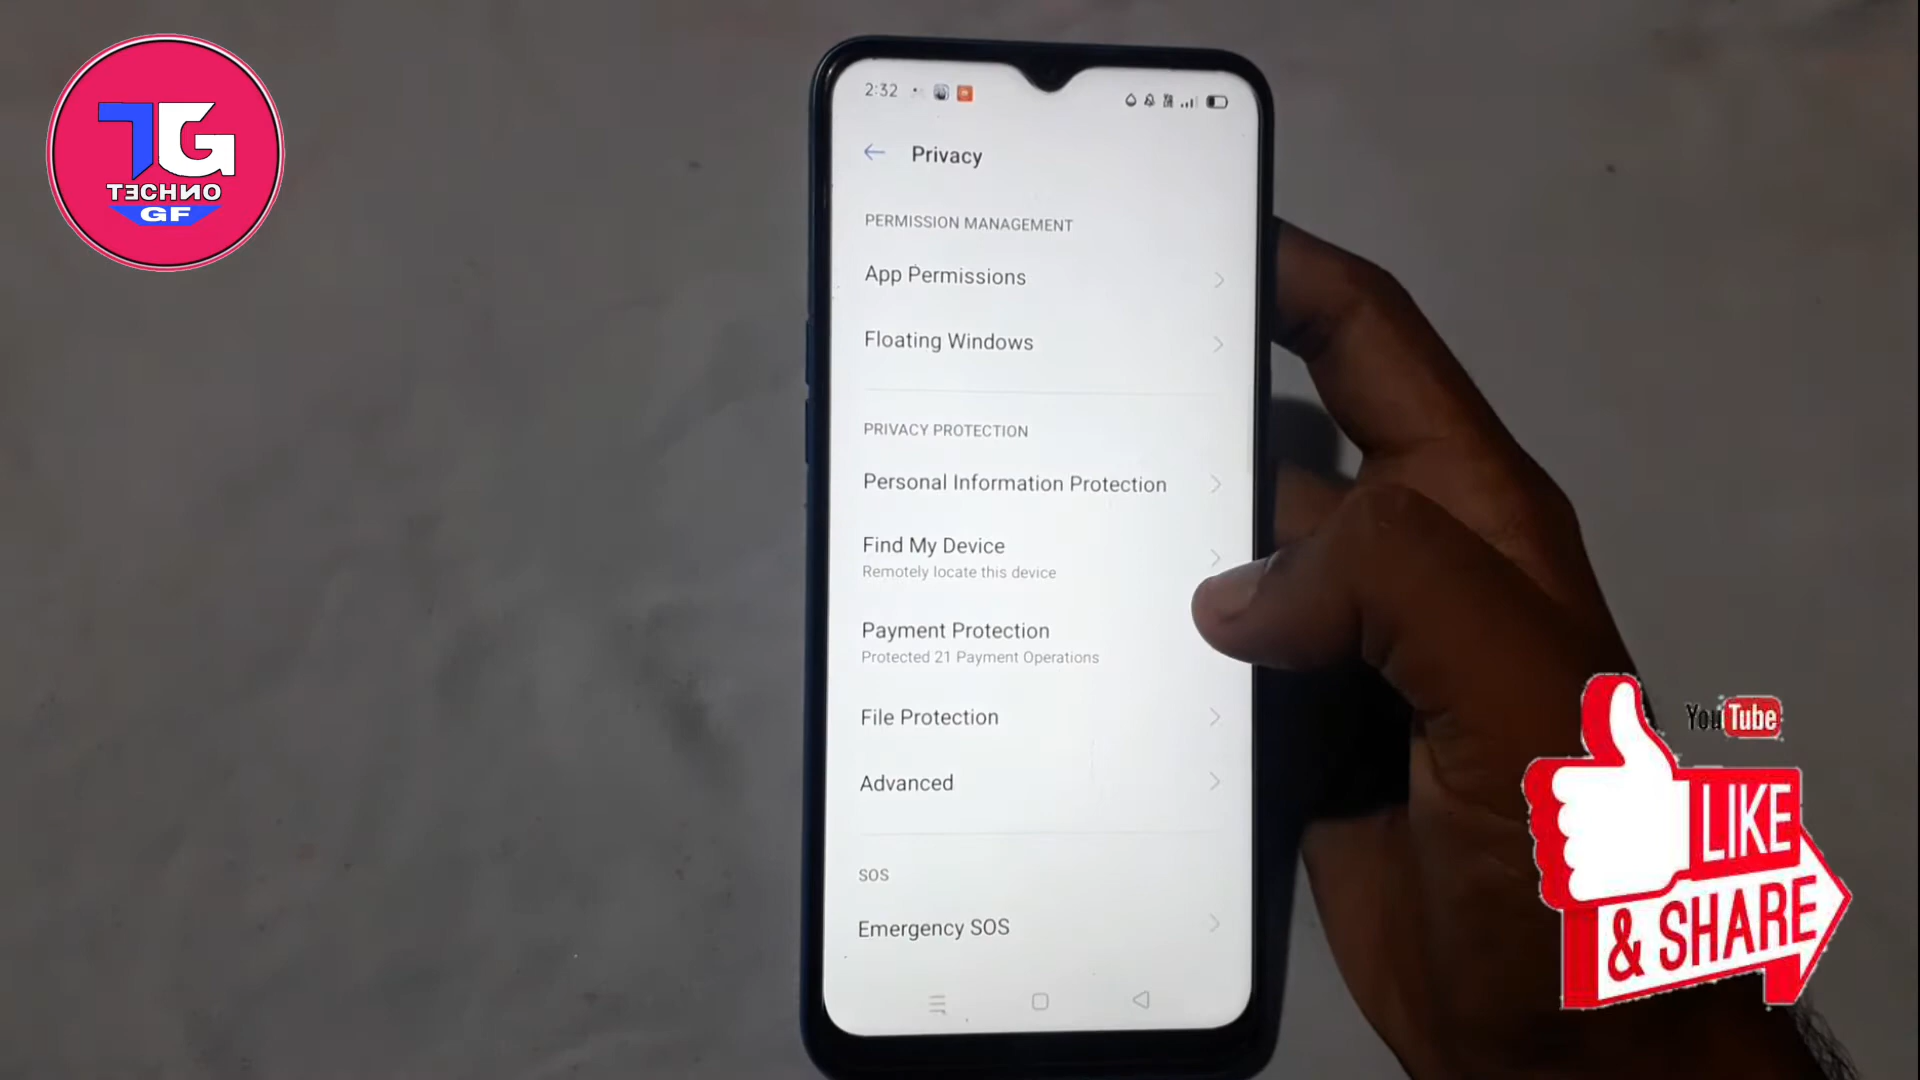 TG
TECHNO
GF
2:32
Privacy
PERMISSION MANAGEMENT
App Permissions
Floating Windows
PRIVACY PROTECTION
Personal Information Protection
Find My Device
Remotely locate this device
Payment Protection
Protected 21 Payment Operations
File Protection
Advanced
SOS
Emergency SOS
YouTube
LIKE
& SHARE